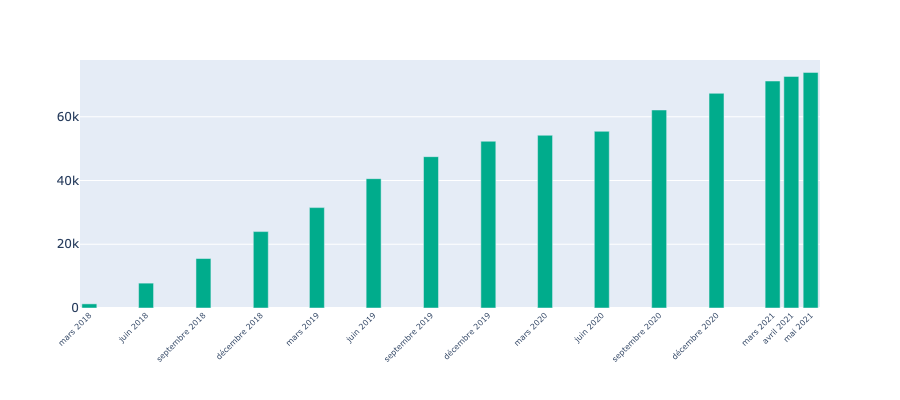 60k
40k
20k
0
mars 2018
juin 2018
septembre 2018
décembre 2018
mars 2019
juin 2019
septembre 2019
décembre 2019
mars 2020
juin 2020
septembre 2020
décembre 2020
mars 2021
avril 2021
mai 2021